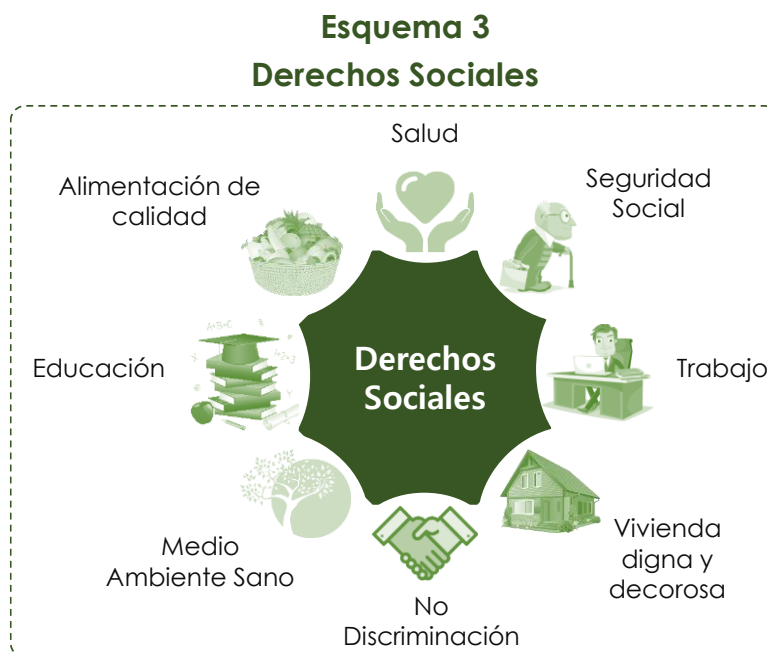 Esquema 3
Derechos Sociales
Salud
Alimentación de
calidad
Seguridad
Social
Educación
Derechos
Sociales
Trabajo
Medio
Ambiente Sano
Vivienda
digna y
decorosa
No
Discriminación